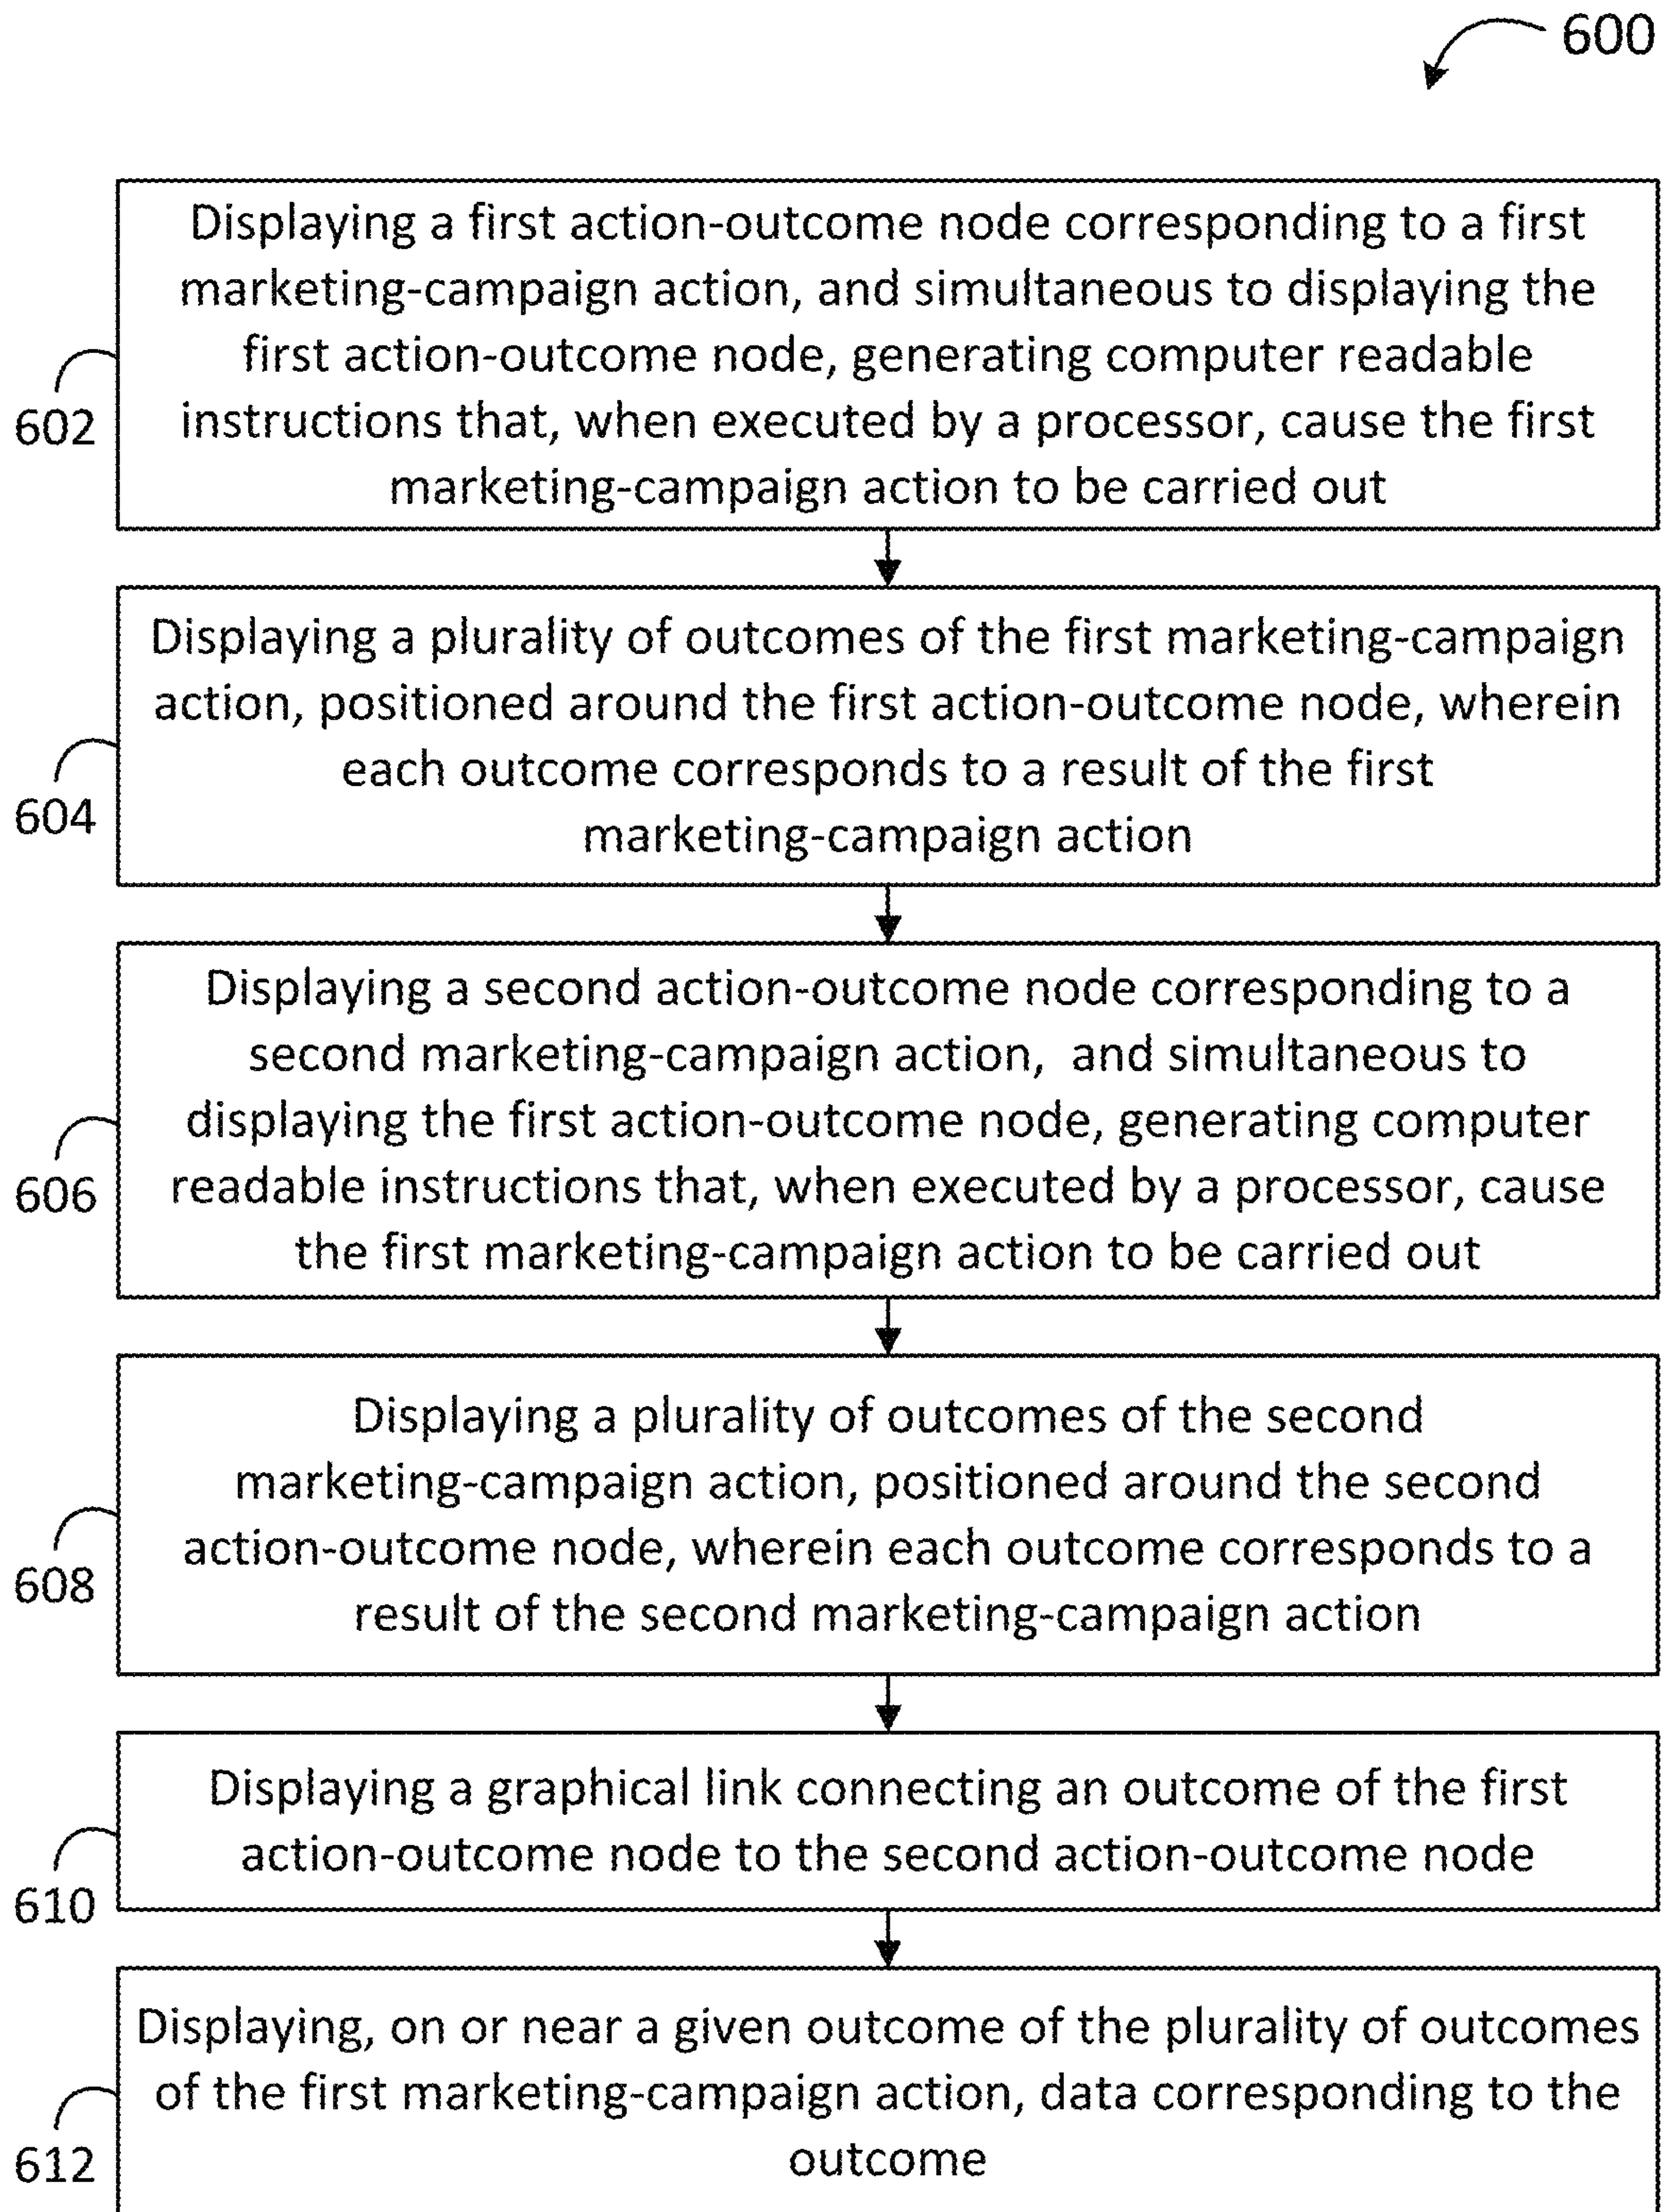 600
Displaying a first action-outcome node corresponding to a first
marketing-campaign action, and simultaneous to displaying the
first action-outcome node, generating computer readable
instructions that, when executed by a processor, cause the first
marketing-campaign action to be carried out
602
Displaying a plurality of outcomes of the first marketing-campaign
action, positioned around the first action-outcome node, wherein
each outcome corresponds to a result of the first
marketing-campaign action
604
Displaying a second action-outcome node corresponding to a
second marketing-campaign action, and simultaneous to
displaying the first action-outcome node, generating computer
readable instructions that, when executed by a processor, cause
the first marketing-campaign action to be carried out
606
Displaying a plurality of outcomes of the second
marketing-campaign action, positioned around the second
action-outcome node, wherein each outcome corresponds to a
result of the second marketing-campaign action
608
Displaying a graphical link connecting an outcome of the first
action-outcome node to the second action-outcome node
610
Displaying, on or near a given outcome of the plurality of outcomes
of the first marketing-campaign action, data corresponding to the
outcome
612